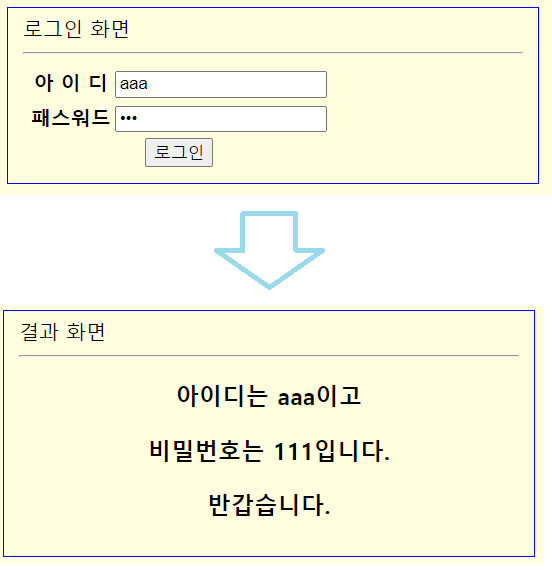 로그인 화면
아 이 디 aaa
패스워드 •••
로그인
결과 화면
아이디는 aaa이고
비밀번호는 111입니다.
반갑습니다.